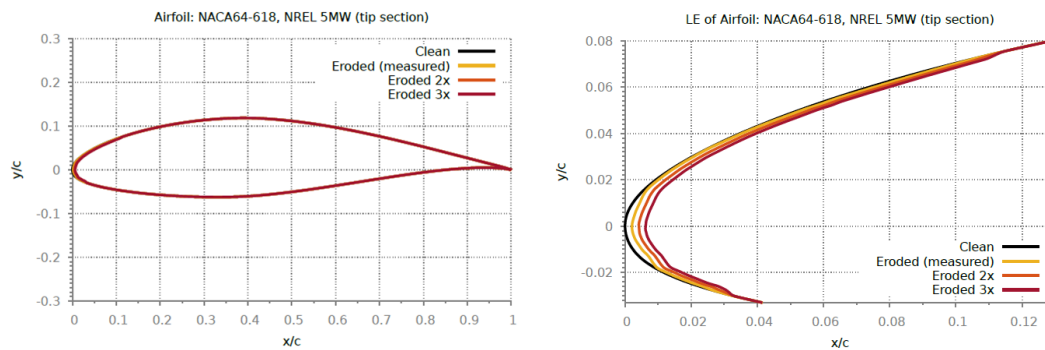 Airfoil: NACA64-618, NREL 5MW (tip section)
0.3
0.2
0.1
0
-0.1
-0.2
-0.3
y/c
Clean
Eroded (measured)
Eroded 2x
Eroded 3x
0 0.1 0.2 0.3 0.4 0.5 0.6 0.7 0.8 0.9 1
x/c
LE of Airfoil: NACA64-618, NREL 5MW (tip section)
0.08
0.06
0.04
0.02
0
-0.02
y/c
Clean
Eroded (measured)
Eroded 2x
Eroded 3x
0 0.02 0.04 0.06 0.08 0.1 0.12
x/c